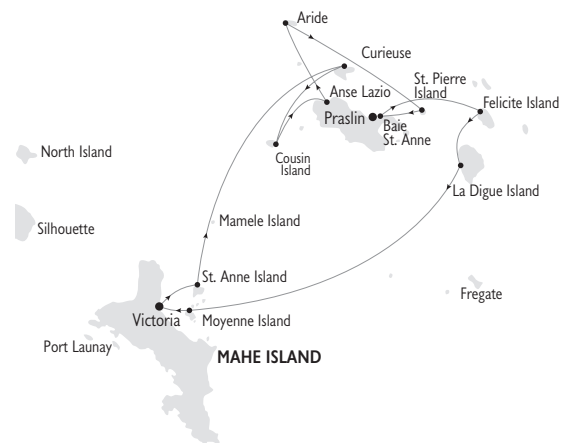 Aride
Curieuse
St. Pierre
Island
Anse Lazio
Felicite Island
Praslin
Baie
St. Anne
North Island
Cousin
Island
La Digue Island
Mamele Island
Silhouette
St. Anne Island
Fregate
Victoria
Moyenne Island
Port Launay
MAHE ISLAND